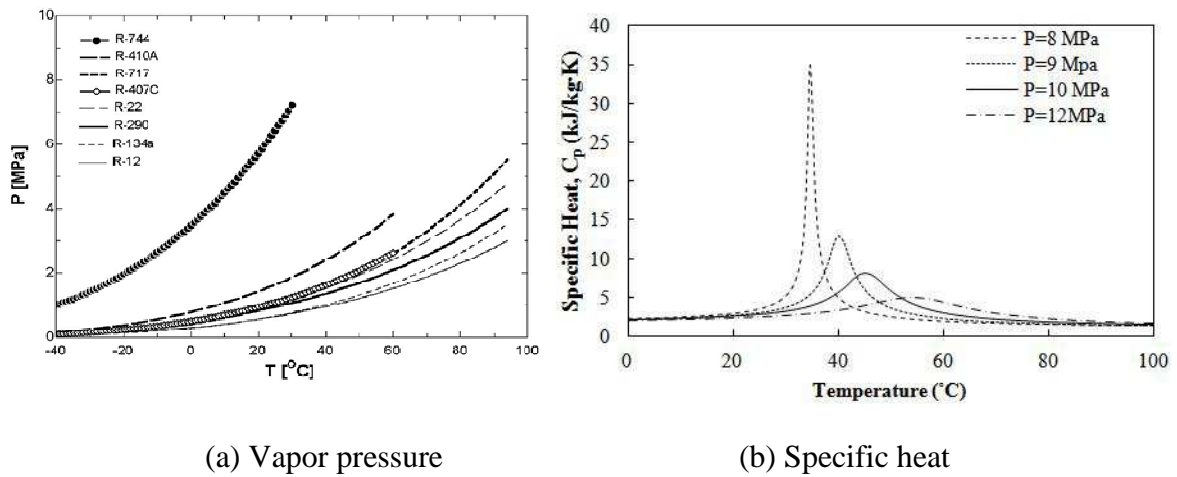 10
8
6
4
2
0
P [MPa]
R-744
R-410A
R-717
R-407C
R-22
R-290
R-134a
R-12
-40 -20 0 20 40 60 80 100
T [°C]
40
35
30
25
20
15
10
5
0
Specific Heat, Cp (kJ/kg·K)
P=8 MPa
P=9 Mpa
P=10 MPa
P=12MPa
0 20 40 60 80 100
Temperature (°C)
(a) Vapor pressure
(b) Specific heat